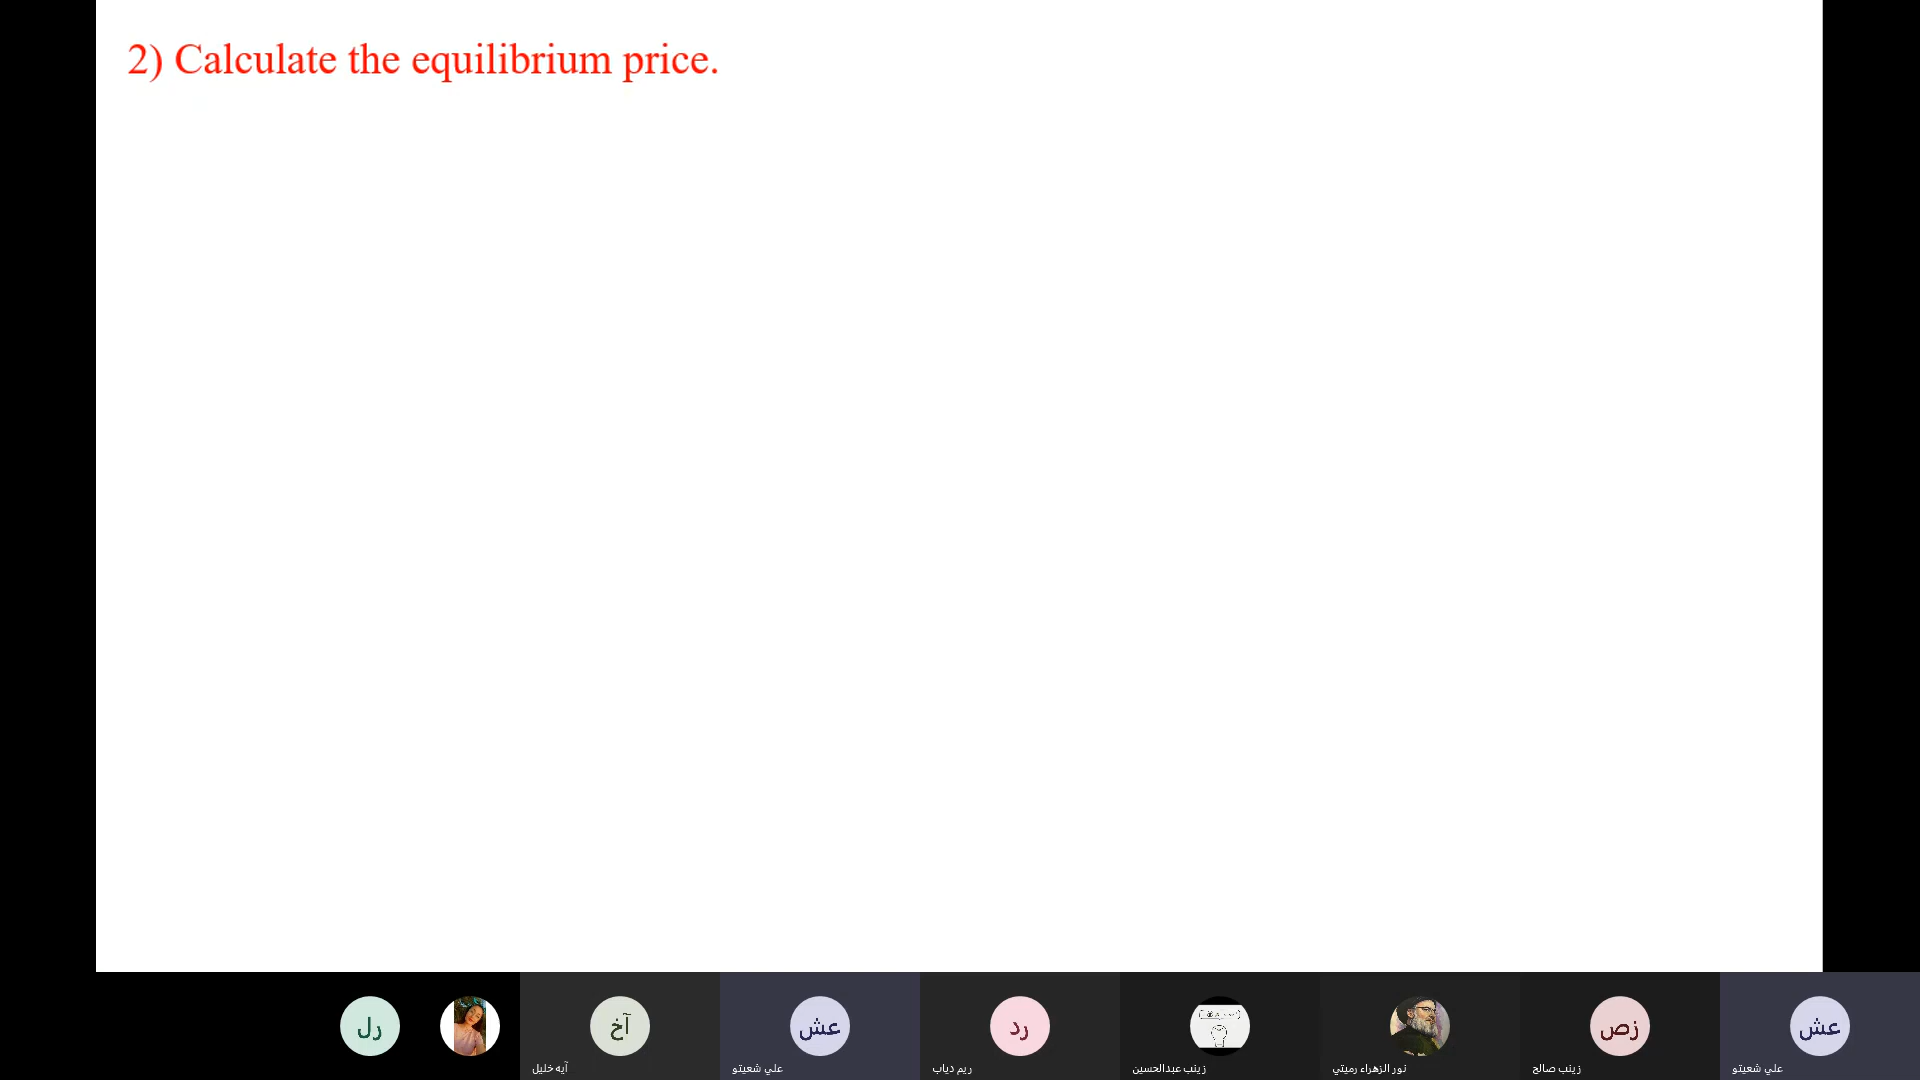 2) Calculate the equilibrium price.
رل
آخ
عش
رد
زص
عش
آيه خليل
علي شعيتو
ريم دياب
زينب عبدالحسين
نور الزهراء رميتي
زينب صالح
علي شعيتو